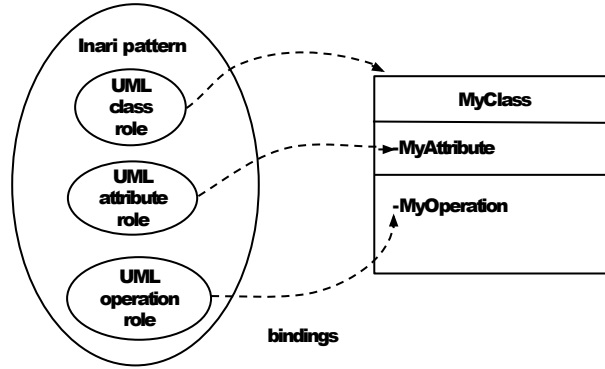 Inari pattern
UML
class
role
UML
attribute
role
UML
operation
role
MyClass
-MyAttribute
-MyOperation
bindings